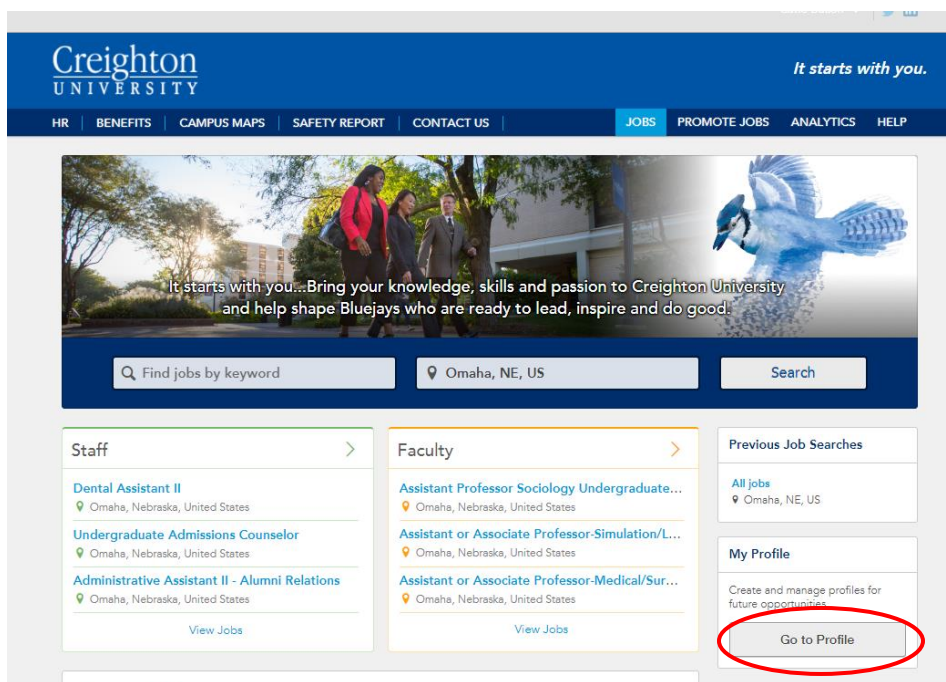 Creighton
UNIVERSITY
It starts with you.
HR | BENEFITS | CAMPUS MAPS | SAFETY REPORT | CONTACT US |
JOBS PROMOTE JOBS ANALYTICS HELP
It starts with you...Bring your knowledge, skills and passion to Creighton University
and help shape Bluejays who are ready to lead, inspire and do good.
Find jobs by keyword
Omaha, NE, US
Search
Staff
Dental Assistant II
Omaha, Nebraska, United States
Undergraduate Admissions Counselor
Omaha, Nebraska, United States
Administrative Assistant II - Alumni Relations
Omaha, Nebraska, United States
View Jobs
Faculty
Assistant Professor Sociology Undergraduate...
Omaha, Nebraska, United States
Assistant or Associate Professor-Simulation/L...
Omaha, Nebraska, United States
Assistant or Associate Professor-Medical/Sur...
Omaha, Nebraska, United States
View Jobs
Previous Job Searches
All jobs
Omaha, NE, US
My Profile
Create and manage profiles for
future opportunities
Go to Profile